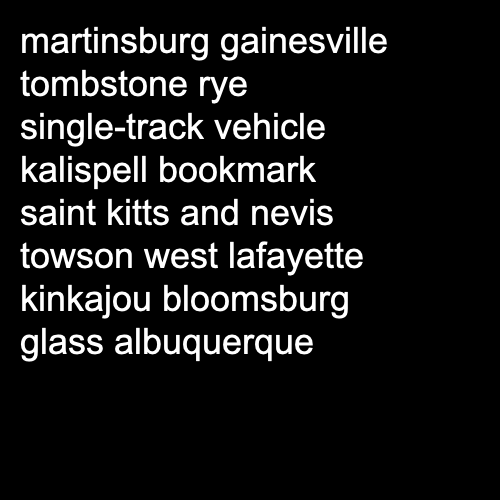 martinsburg gainesville
tombstone rye
single-track vehicle
kalispell bookmark
saint kitts and nevis
towson west lafayette
kinkajou bloomsburg
glass albuquerque